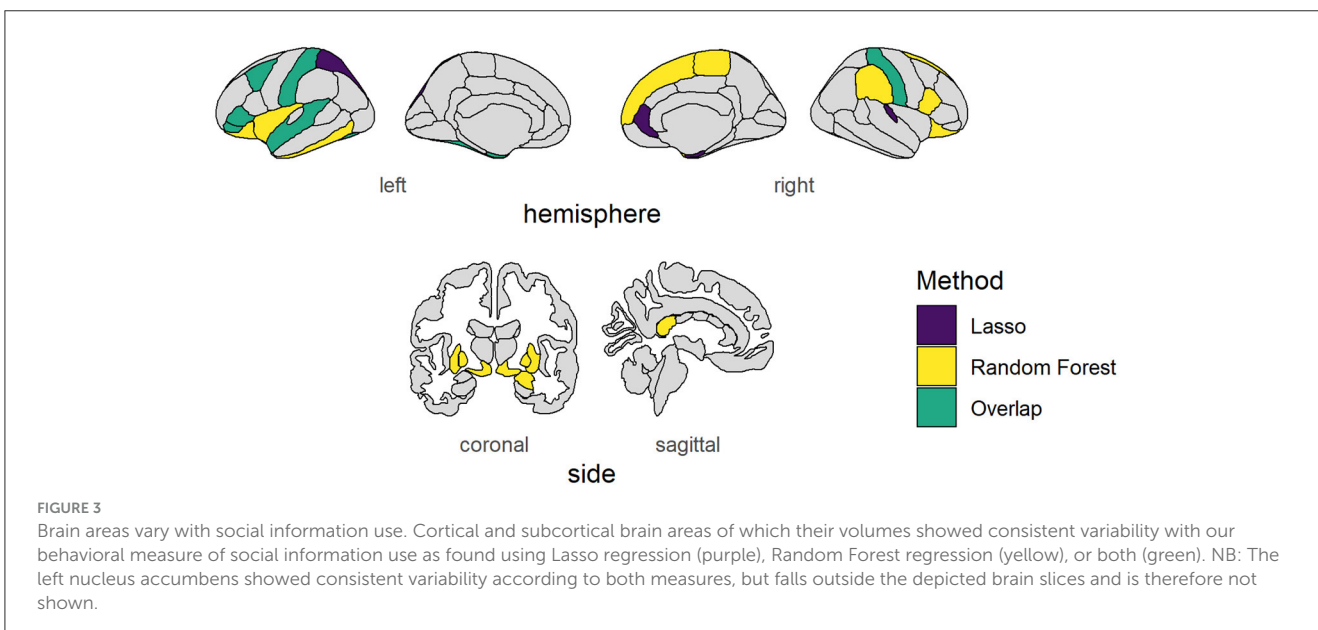 left
right
hemisphere
Method
Lasso
Random Forest
Overlap
coronal
sagittal
side
FIGURE 3
Brain areas vary with social information use. Cortical and subcortical brain areas of which their volumes showed consistent variability with our
behavioral measure of social information use as found using Lasso regression (purple), Random Forest regression (yellow), or both (green). NB: The
left nucleus accumbens showed consistent variability according to both measures, but falls outside the depicted brain slices and is therefore not
shown.